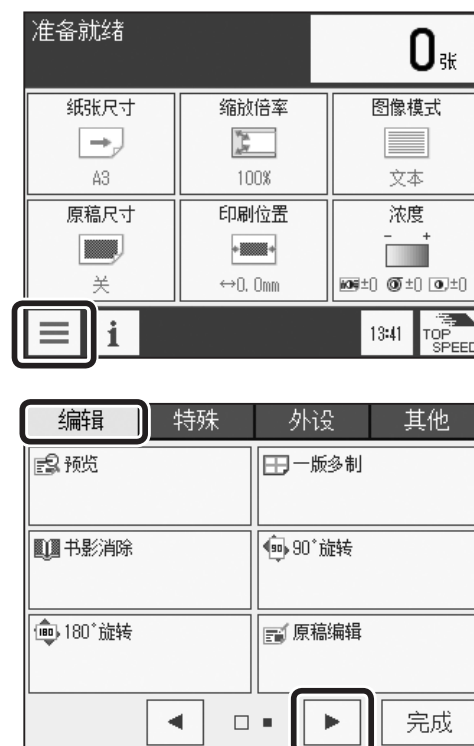 准备就绪
0张
纸张尺寸 缩放倍率 图像模式
A3 100% 文本
原稿尺寸 印刷位置 浓度
- +
关 ↔0. 0mm ±0 ±0 ±0
i 13:41 TOP SPEED
编辑 特殊 外设 其他
预览 一版多制
书影消除 90 90°旋转
180 180°旋转 原稿编辑
◀ □ ■ ▶ 完成